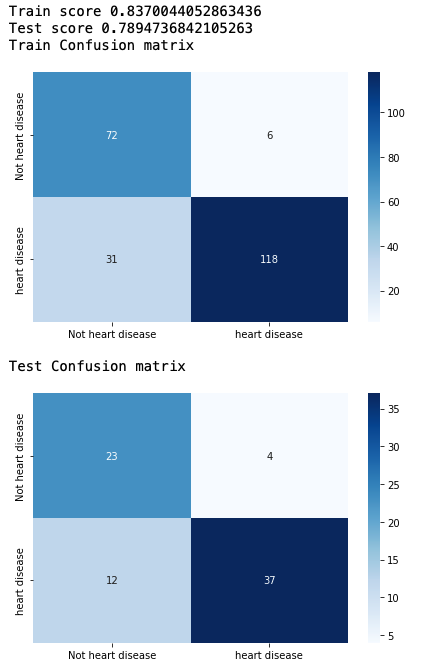 Train score 0.8370044052863436
Test score 0.7894736842105263
Train Confusion matrix
Not heart disease
72
6
heart disease
31
118
Not heart disease
heart disease
100
80
60
40
20
Test Confusion matrix
Not heart disease
23
4
heart disease
12
37
Not heart disease
heart disease
35
30
25
20
15
10
5